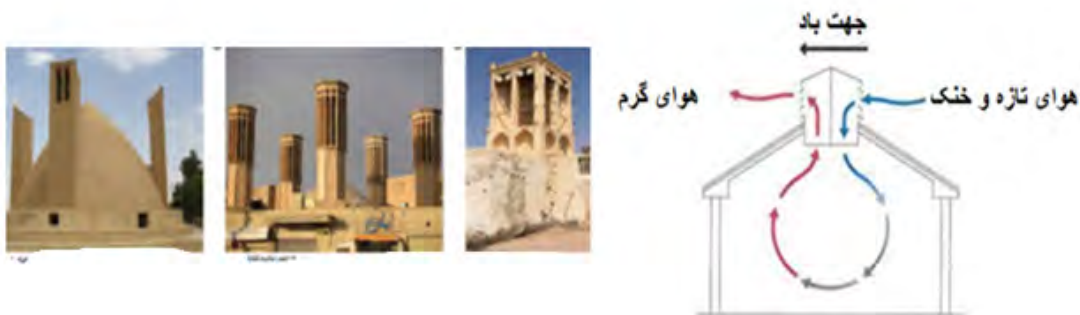 جهت باد
هوای گرم
هوای تازه و خنک